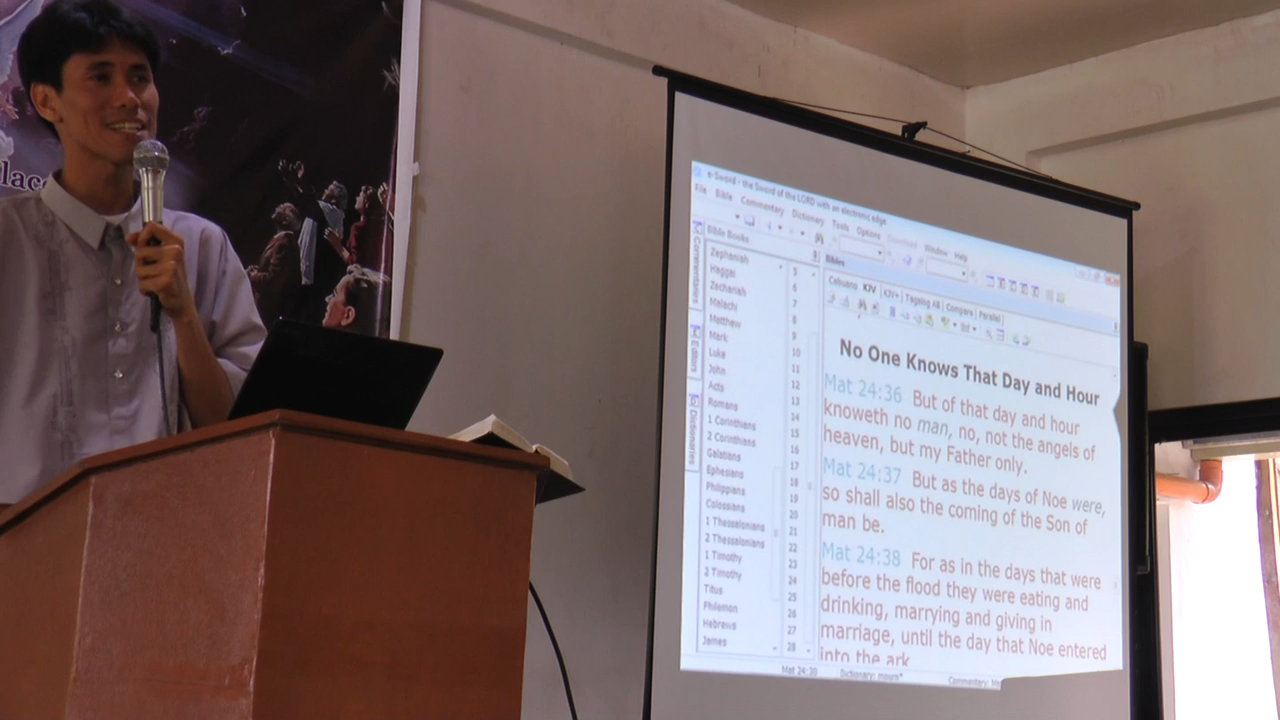 lace
e-Sword - the Sword of the LORD with an electronic edge
File Bible Commentary Dictionary Tools Options Download Window Help
Commentaries
Editors
Dictionaries
Bible Books
Zephaniah
Haggai
Zechariah
Malachi
Matthew
Mark
Luke
John
Acts
Romans
1 Corinthians
2 Corinthians
Galatians
Ephesians
Philippians
Colossians
1 Thessalonians
2 Thessalonians
1 Timothy
2 Timothy
Titus
Philemon
Hebrews
James
5
6
7
8
9
10
11
12
13
14
15
16
17
18
19
20
21
22
23
24
25
26
27
28
Bibles
Cebuano KJV KJV+ Tagalog AB Compare Parallel
No One Knows That Day and Hour
Mat 24:36 But of that day and hour
knoweth no man, no, not the angels of
heaven, but my Father only.
Mat 24:37 But as the days of Noe were,
so shall also the coming of the Son of
man be.
Mat 24:38 For as in the days that were
before the flood they were eating and
drinking, marrying and giving in
marriage, until the day that Noe entered
into the ark
Mat 24:30 Dictionary: mourn* Commentary: